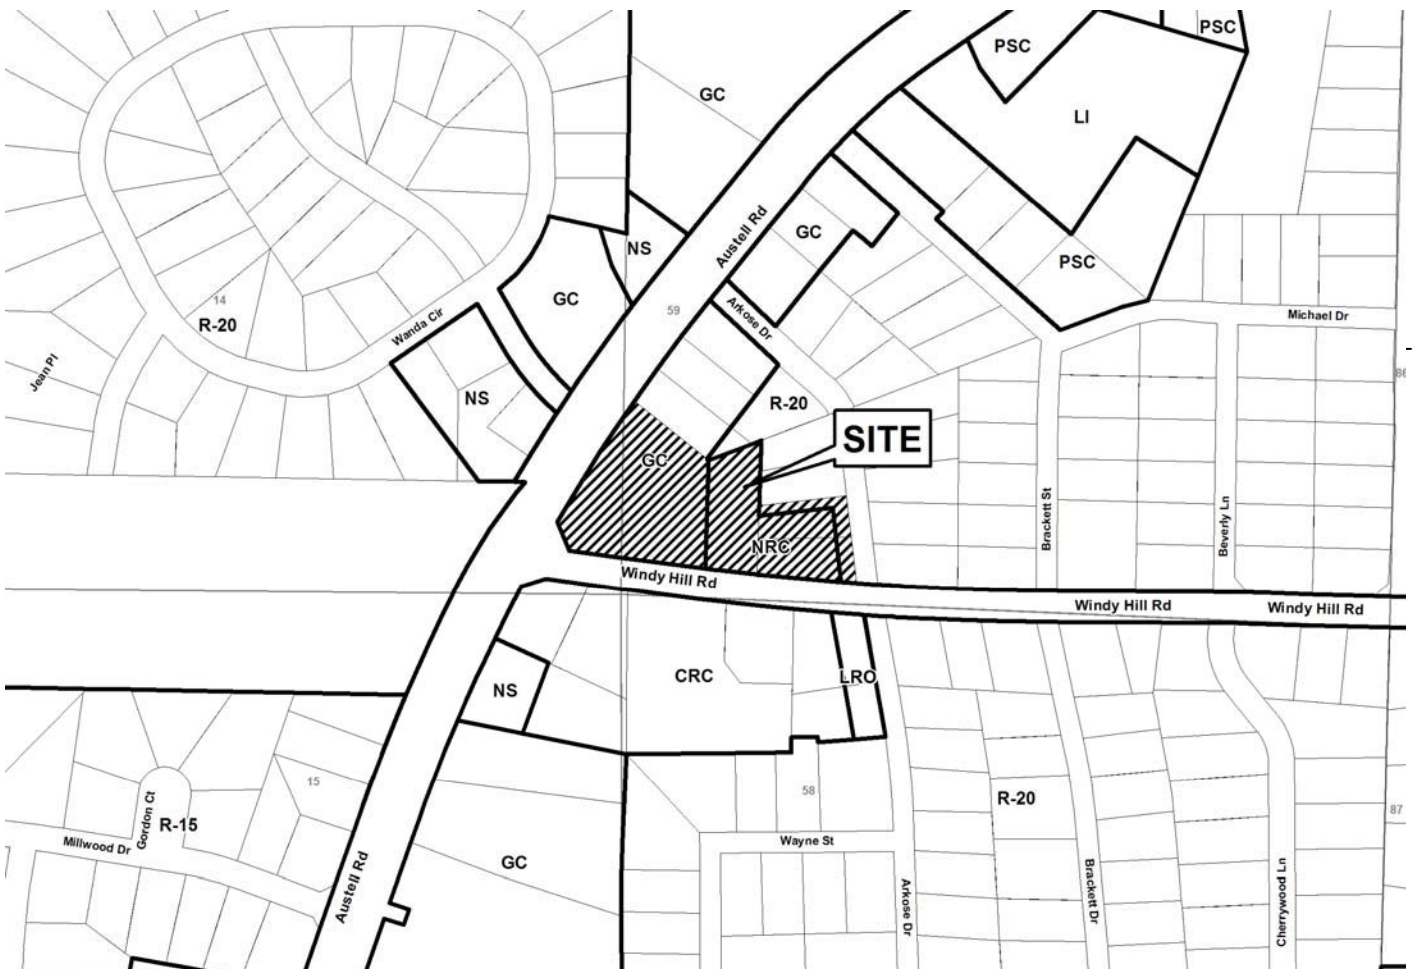 PSC
PSC
GC
LI
Austell Rd
GC
NS
PSC
GC
14
R-20
59
Arkose Dr
Michael Dr
Wanda Cir
Jean Pl
86
NS
R-20
SITE
GC
Brackett St
Beverly Ln
NRC
Windy Hill Rd
Windy Hill Rd
Windy Hill Rd
NS
CRC
LRO
15
58
R-20
87
Gordon Ct
R-15
Millwood Dr
Wayne St
GC
Austell Rd
Arkose Dr
Brackett Dr
Cherrywood Ln